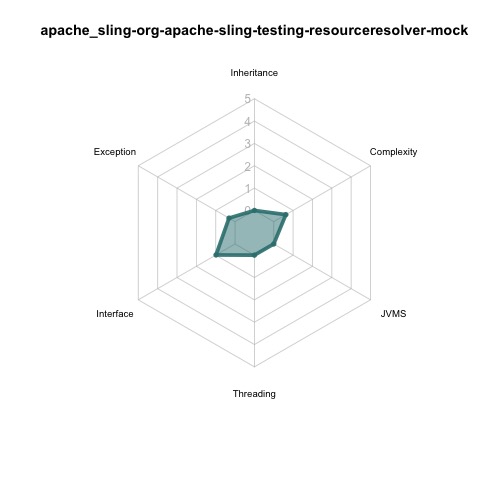 apache_sling-org-apache-sling-testing-resourceresolver-mock
Inheritance
5
Exception
4
Complexity
3
2
1
0
Interface
JVMS
Threading